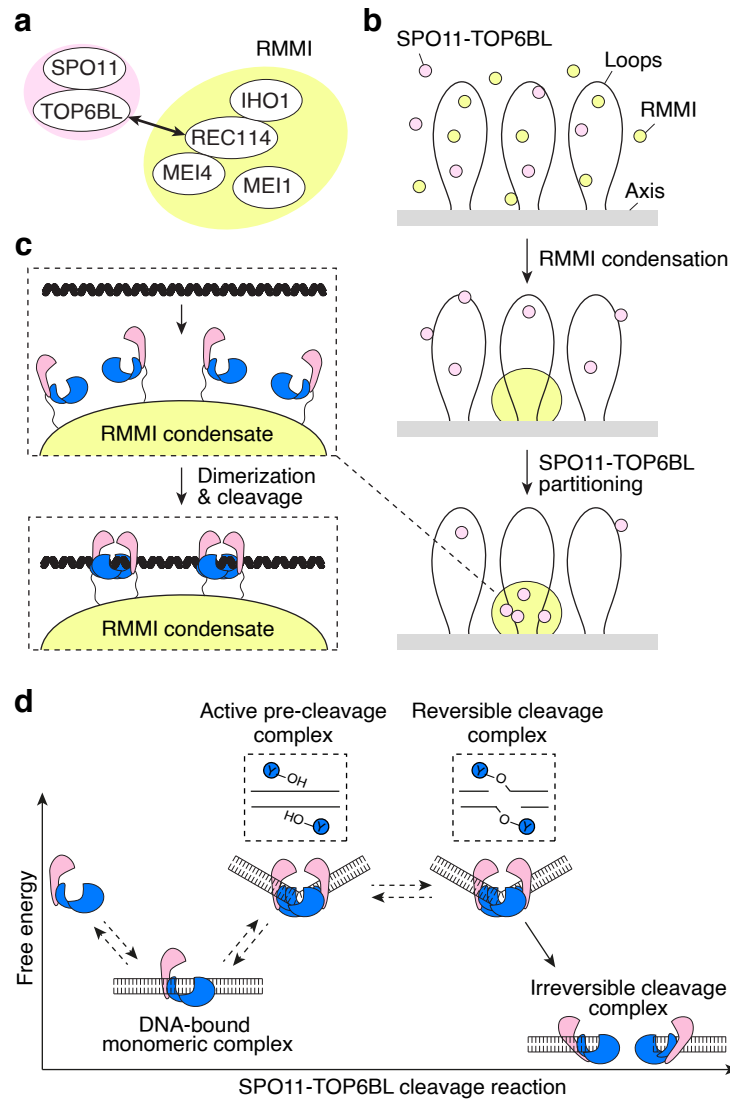 a
RMMI
SPO11
TOP6BL
IHO1
REC114
MEI4
MEI1
b
SPO11-TOP6BL
Loops
RMMI
Axis
RMMI condensation
SPO11-TOP6BL
partitioning
c
RMMI condensate
Dimerization
& cleavage
RMMI condensate
d
Active pre-cleavage
complex
Y
OH
HO
Y
Reversible cleavage
complex
Y
O
O
Y
Free energy
DNA-bound
monomeric complex
Irreversible cleavage
complex
SPO11-TOP6BL cleavage reaction